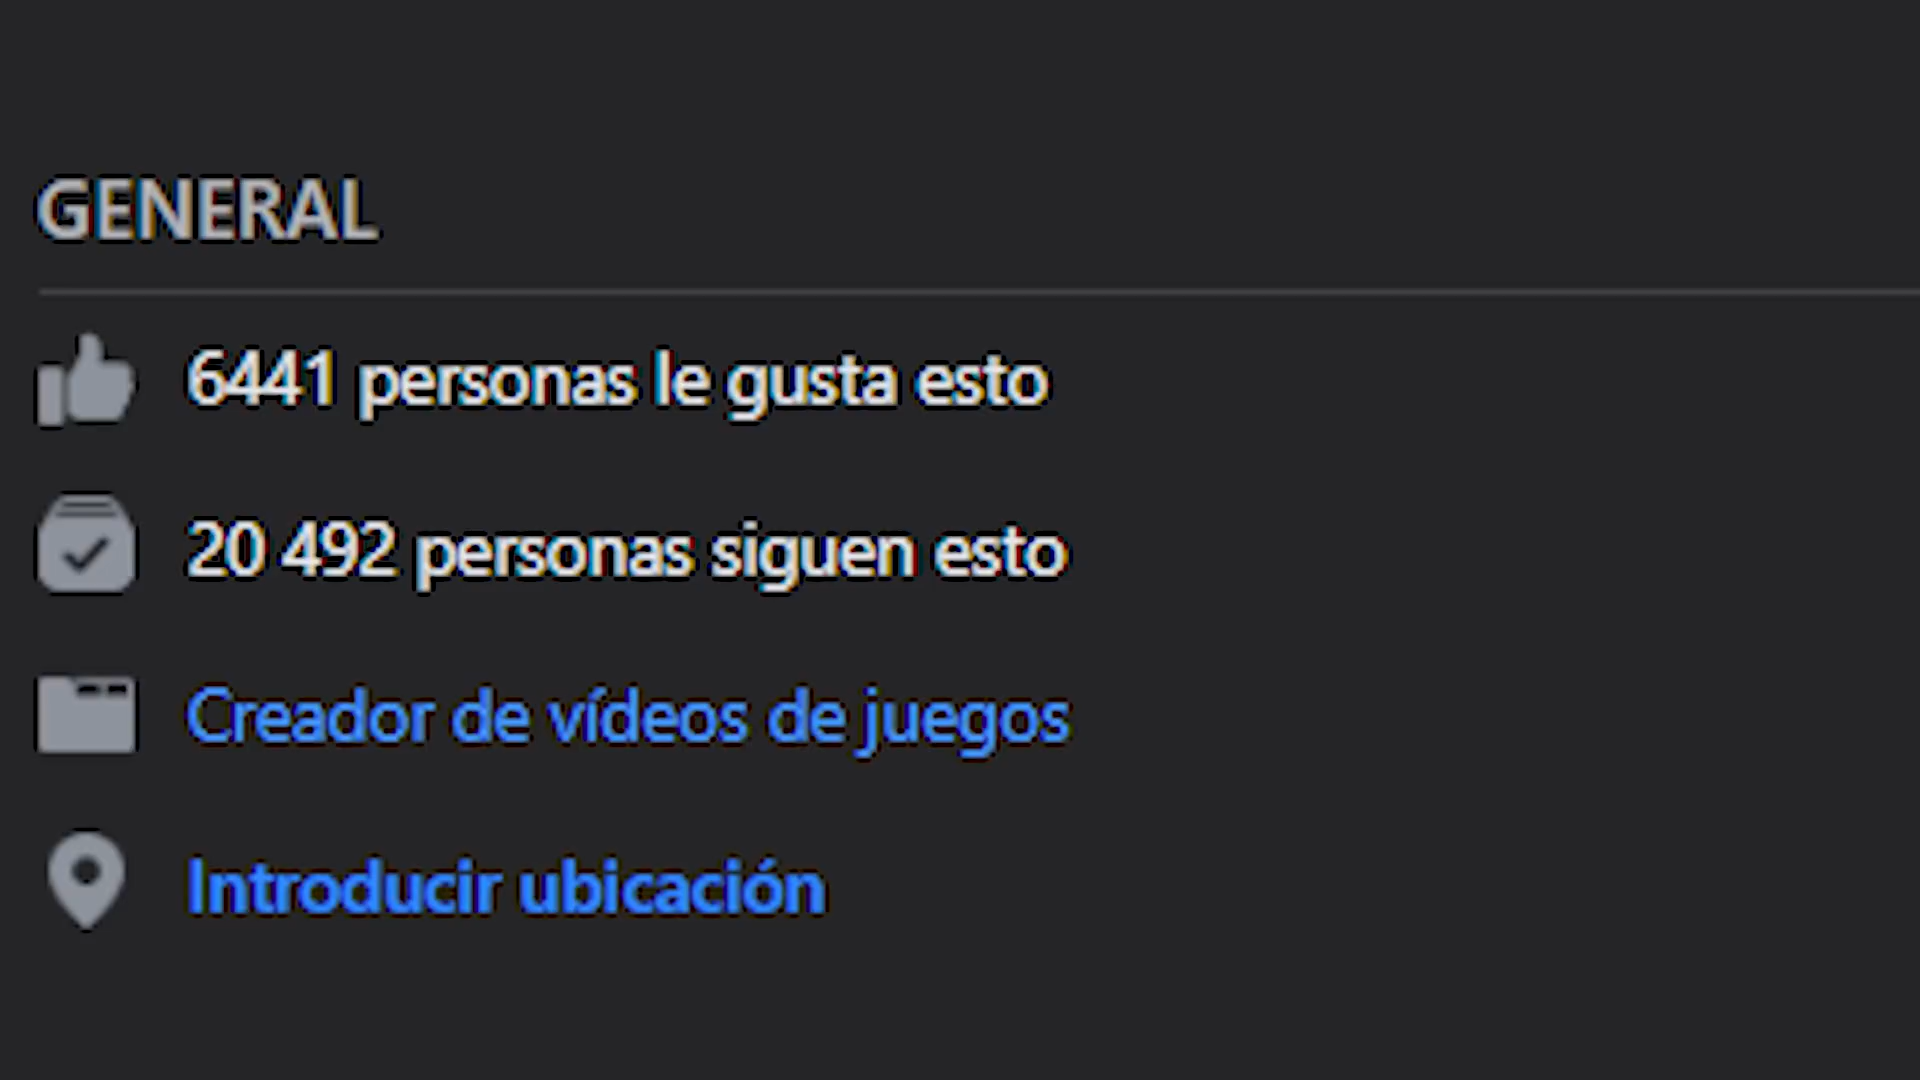 GENERAL
6441 personas le gusta esto
20 492 personas siguen esto
Creador de vídeos de juegos
Introducir ubicación